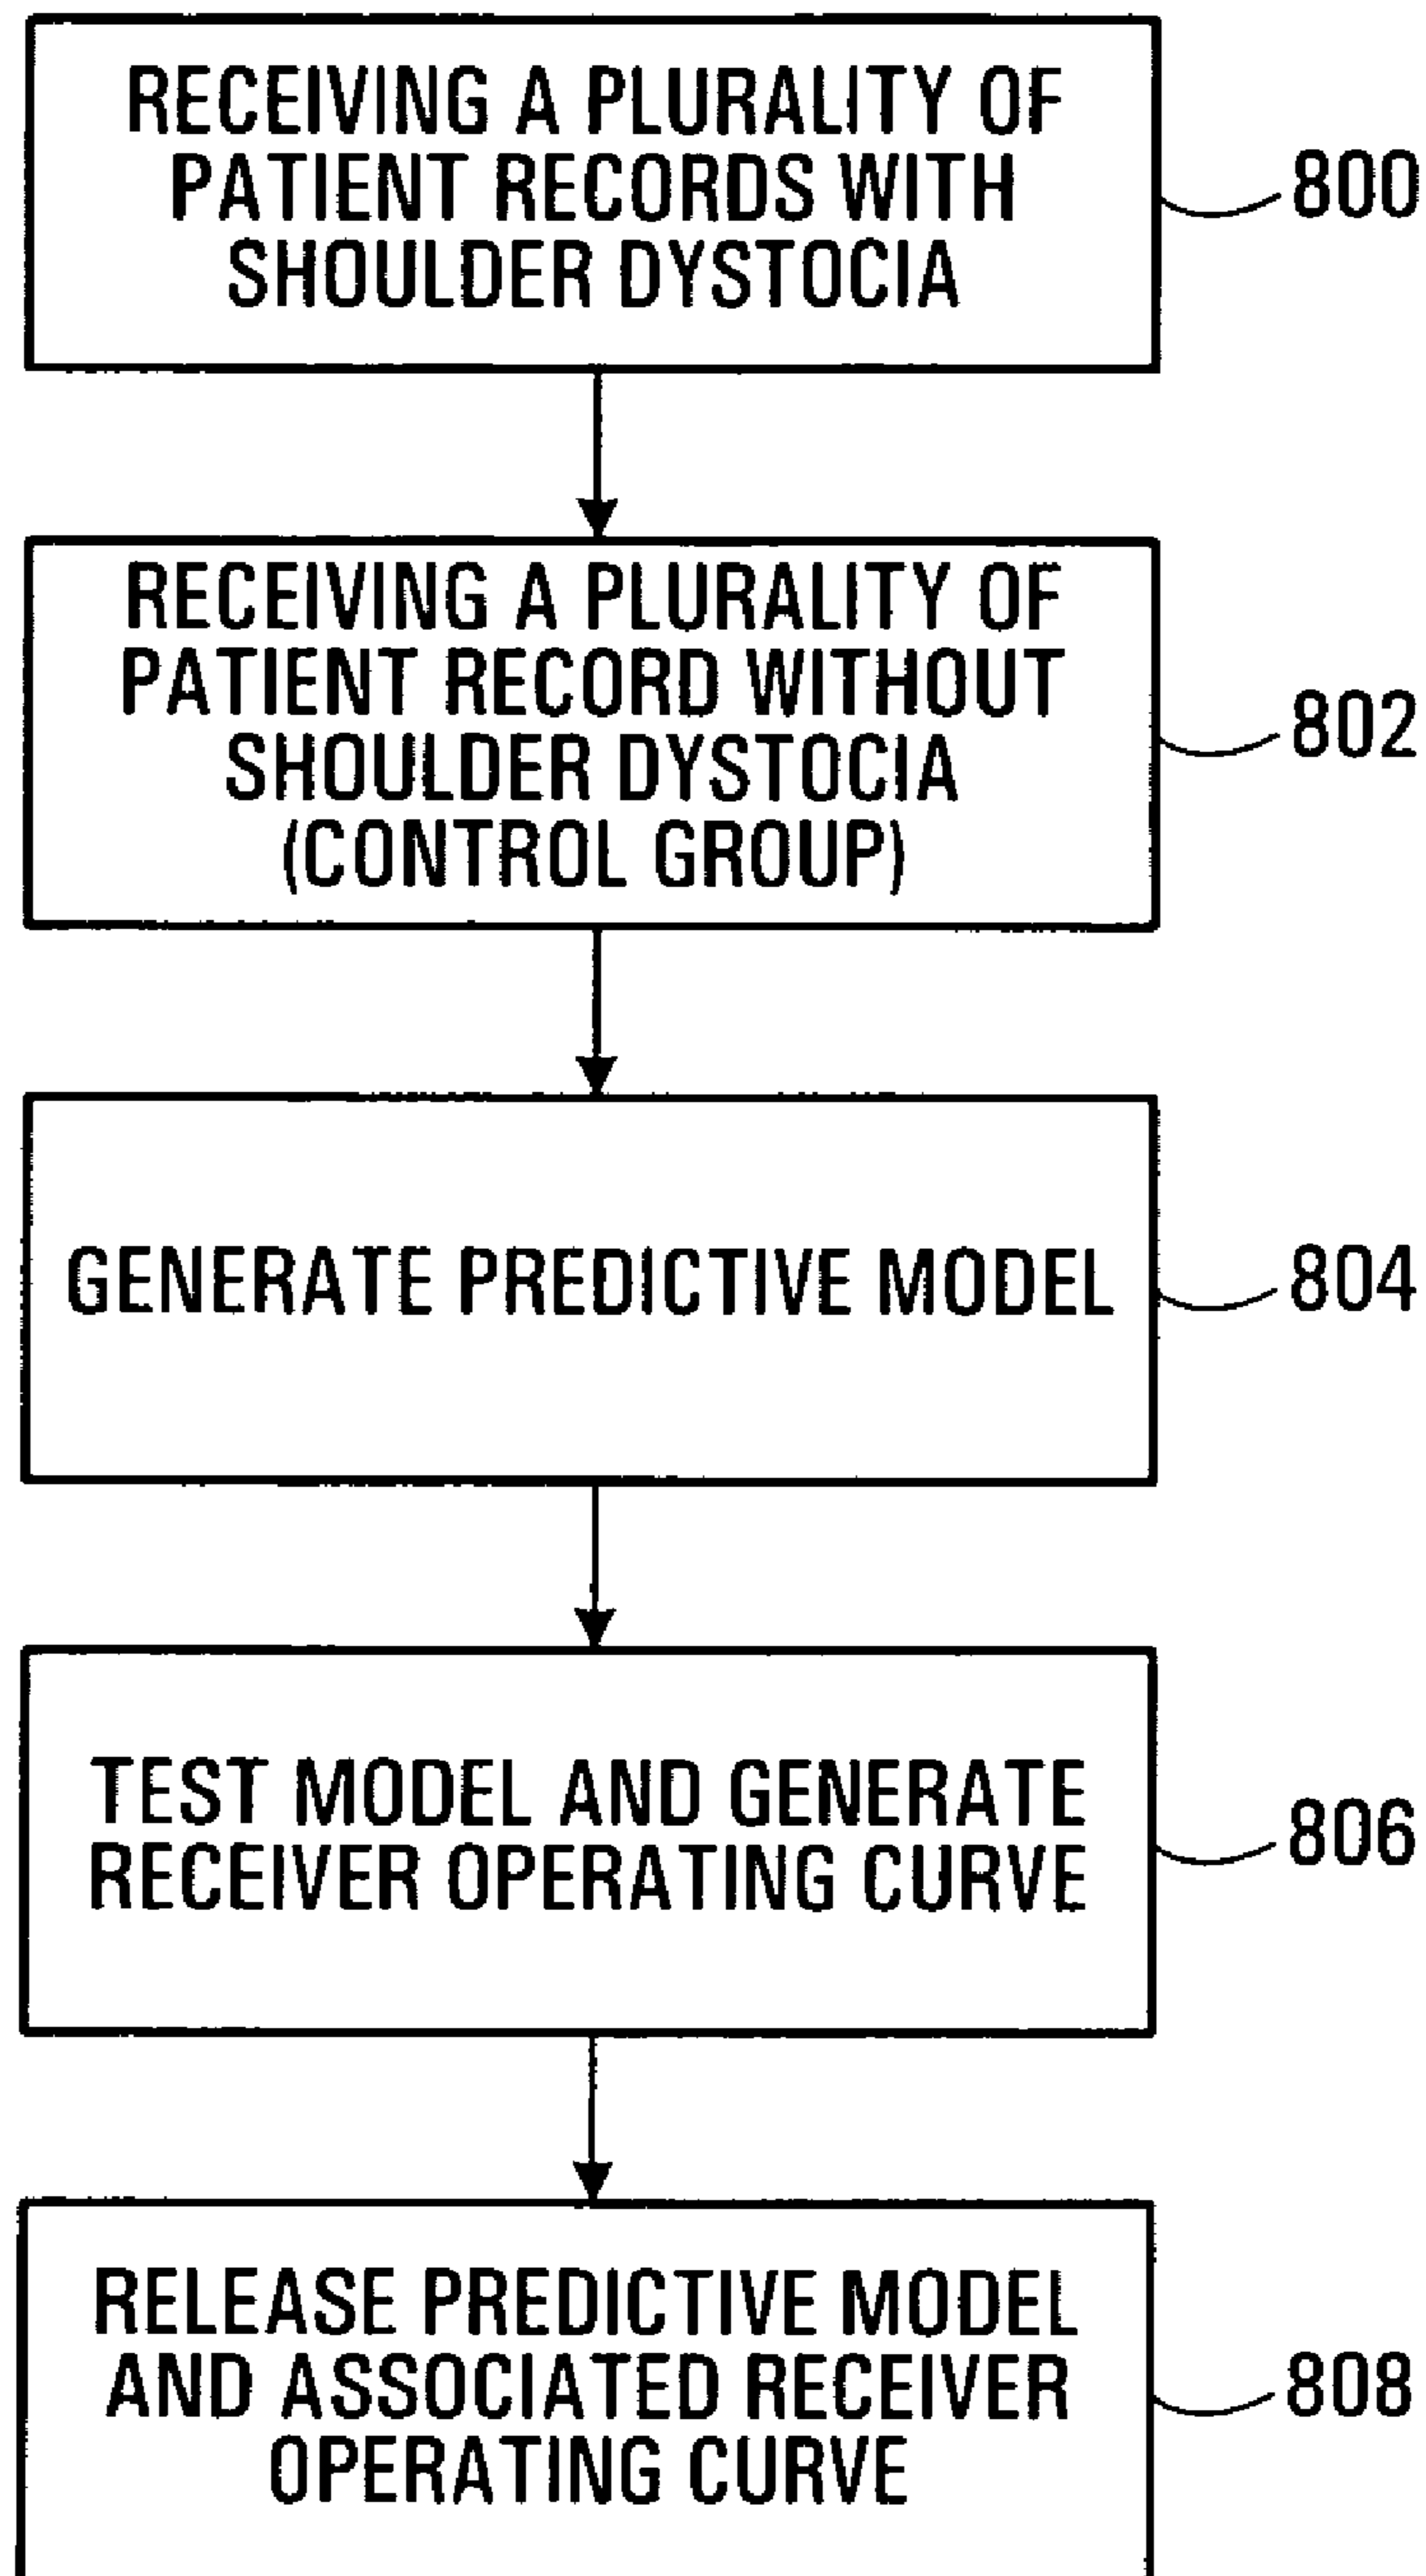 RECEIVING A PLURALITY OF
PATIENT RECORDS WITH
SHOULDER DYSTOCIA
800
RECEIVING A PLURALITY OF
PATIENT RECORD WITHOUT
SHOULDER DYSTOCIA
(CONTROL GROUP)
802
GENERATE PREDICTIVE MODEL
804
TEST MODEL AND GENERATE
RECEIVER OPERATING CURVE
806
RELEASE PREDICTIVE MODEL
AND ASSOCIATED RECEIVER
OPERATING CURVE
808